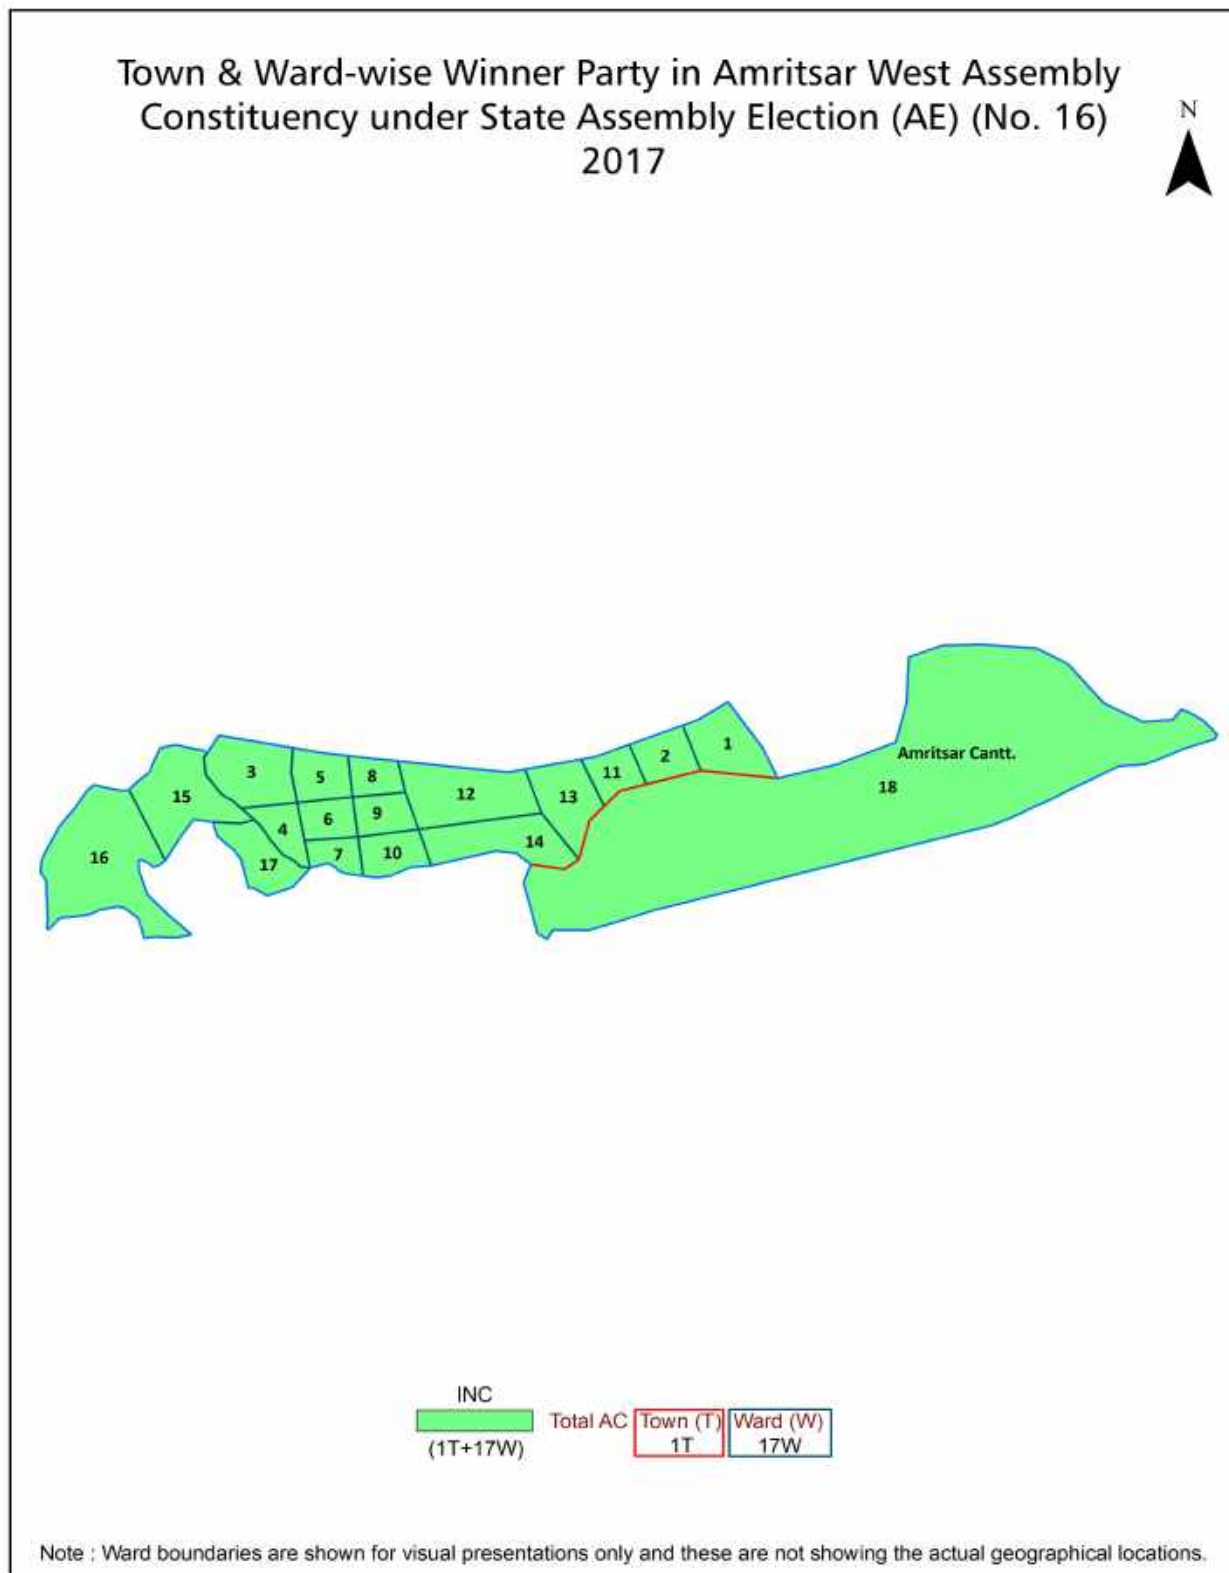 Town & Ward-wise Winner Party in Amritsar West Assembly
Constituency under State Assembly Election (AE) (No. 16)
2017
N
1
2
3
5
8
11
Amritsar Cantt.
18
15
12
13
4
6
9
14
16
17
7
10
INC
(1T+17W)
Total AC
Town (T)
1T
Ward (W)
17W
Note : Ward boundaries are shown for visual presentations only and these are not showing the actual geographical locations.